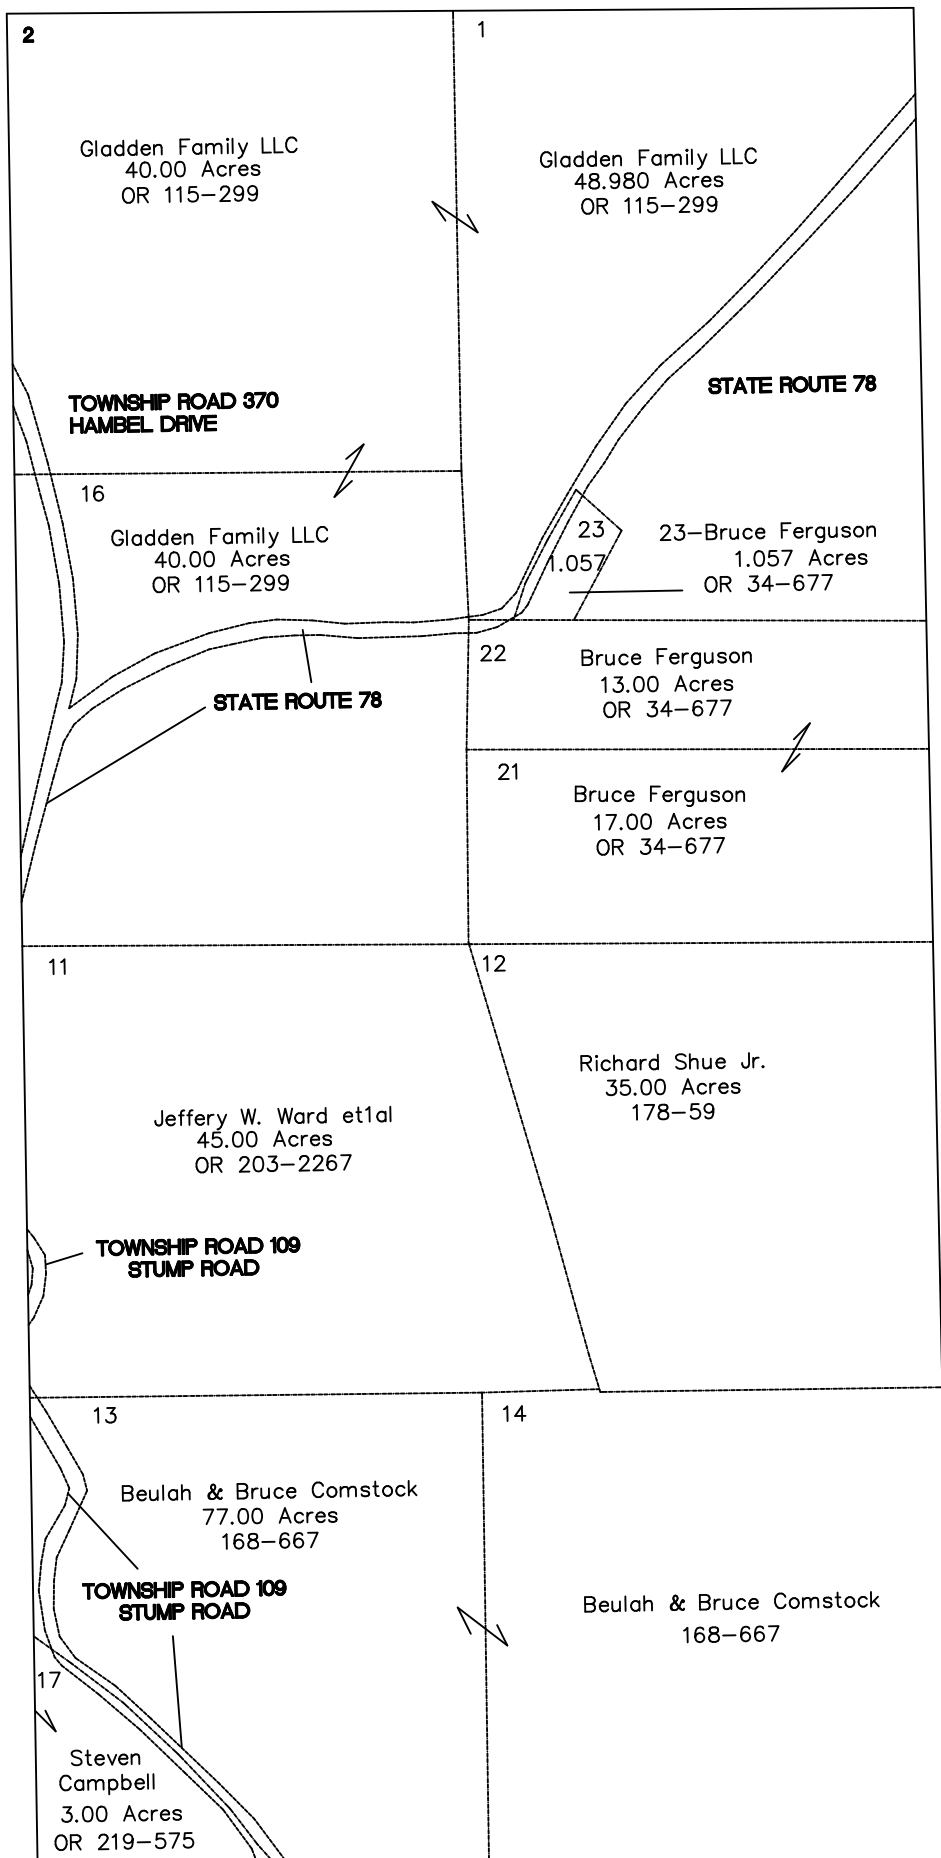 2
1
Gladden Family LLC
40.00 Acres
OR 115-299
Gladden Family LLC
48.980 Acres
OR 115-299
STATE ROUTE 78
TOWNSHIP ROAD 370
HAMBEL DRIVE
16
Gladden Family LLC
40.00 Acres
OR 115-299
23
1.057
23-Bruce Ferguson
1.057 Acres
OR 34-677
22
Bruce Ferguson
13.00 Acres
OR 34-677
STATE ROUTE 78
21
Bruce Ferguson
17.00 Acres
OR 34-677
11
12
Richard Shue Jr.
35.00 Acres
178-59
Jeffery W. Ward et1al
45.00 Acres
OR 203-2267
TOWNSHIP ROAD 109
STUMP ROAD
13
14
Beulah & Bruce Comstock
77.00 Acres
168-667
TOWNSHIP ROAD 109
STUMP ROAD
Beulah & Bruce Comstock
168-667
17
Steven
Campbell
3.00 Acres
OR 219-575